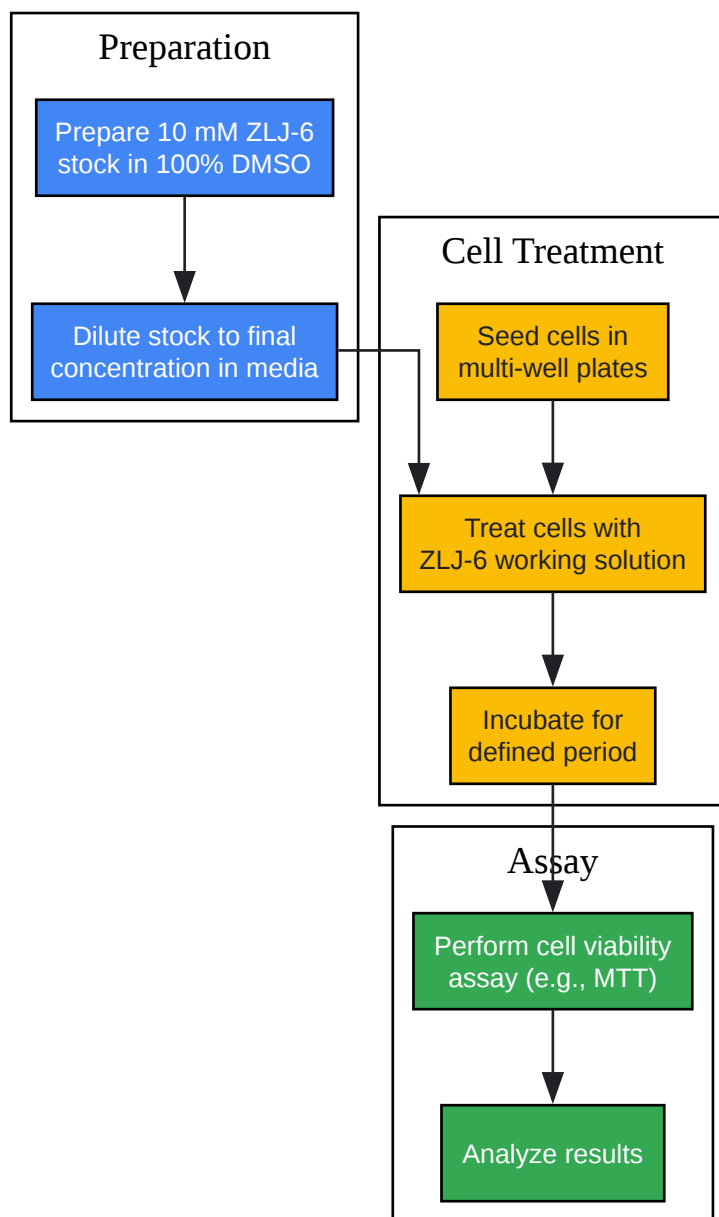 Preparation
Prepare 10 mM ZLJ-6
stock in 100% DMSO
Dilute stock to final
concentration in media
Cell Treatment
Seed cells in
multi-well plates
Treat cells with
ZLJ-6 working solution
Incubate for
defined period
Assay
Perform cell viability
assay (e.g., MTT)
Analyze results